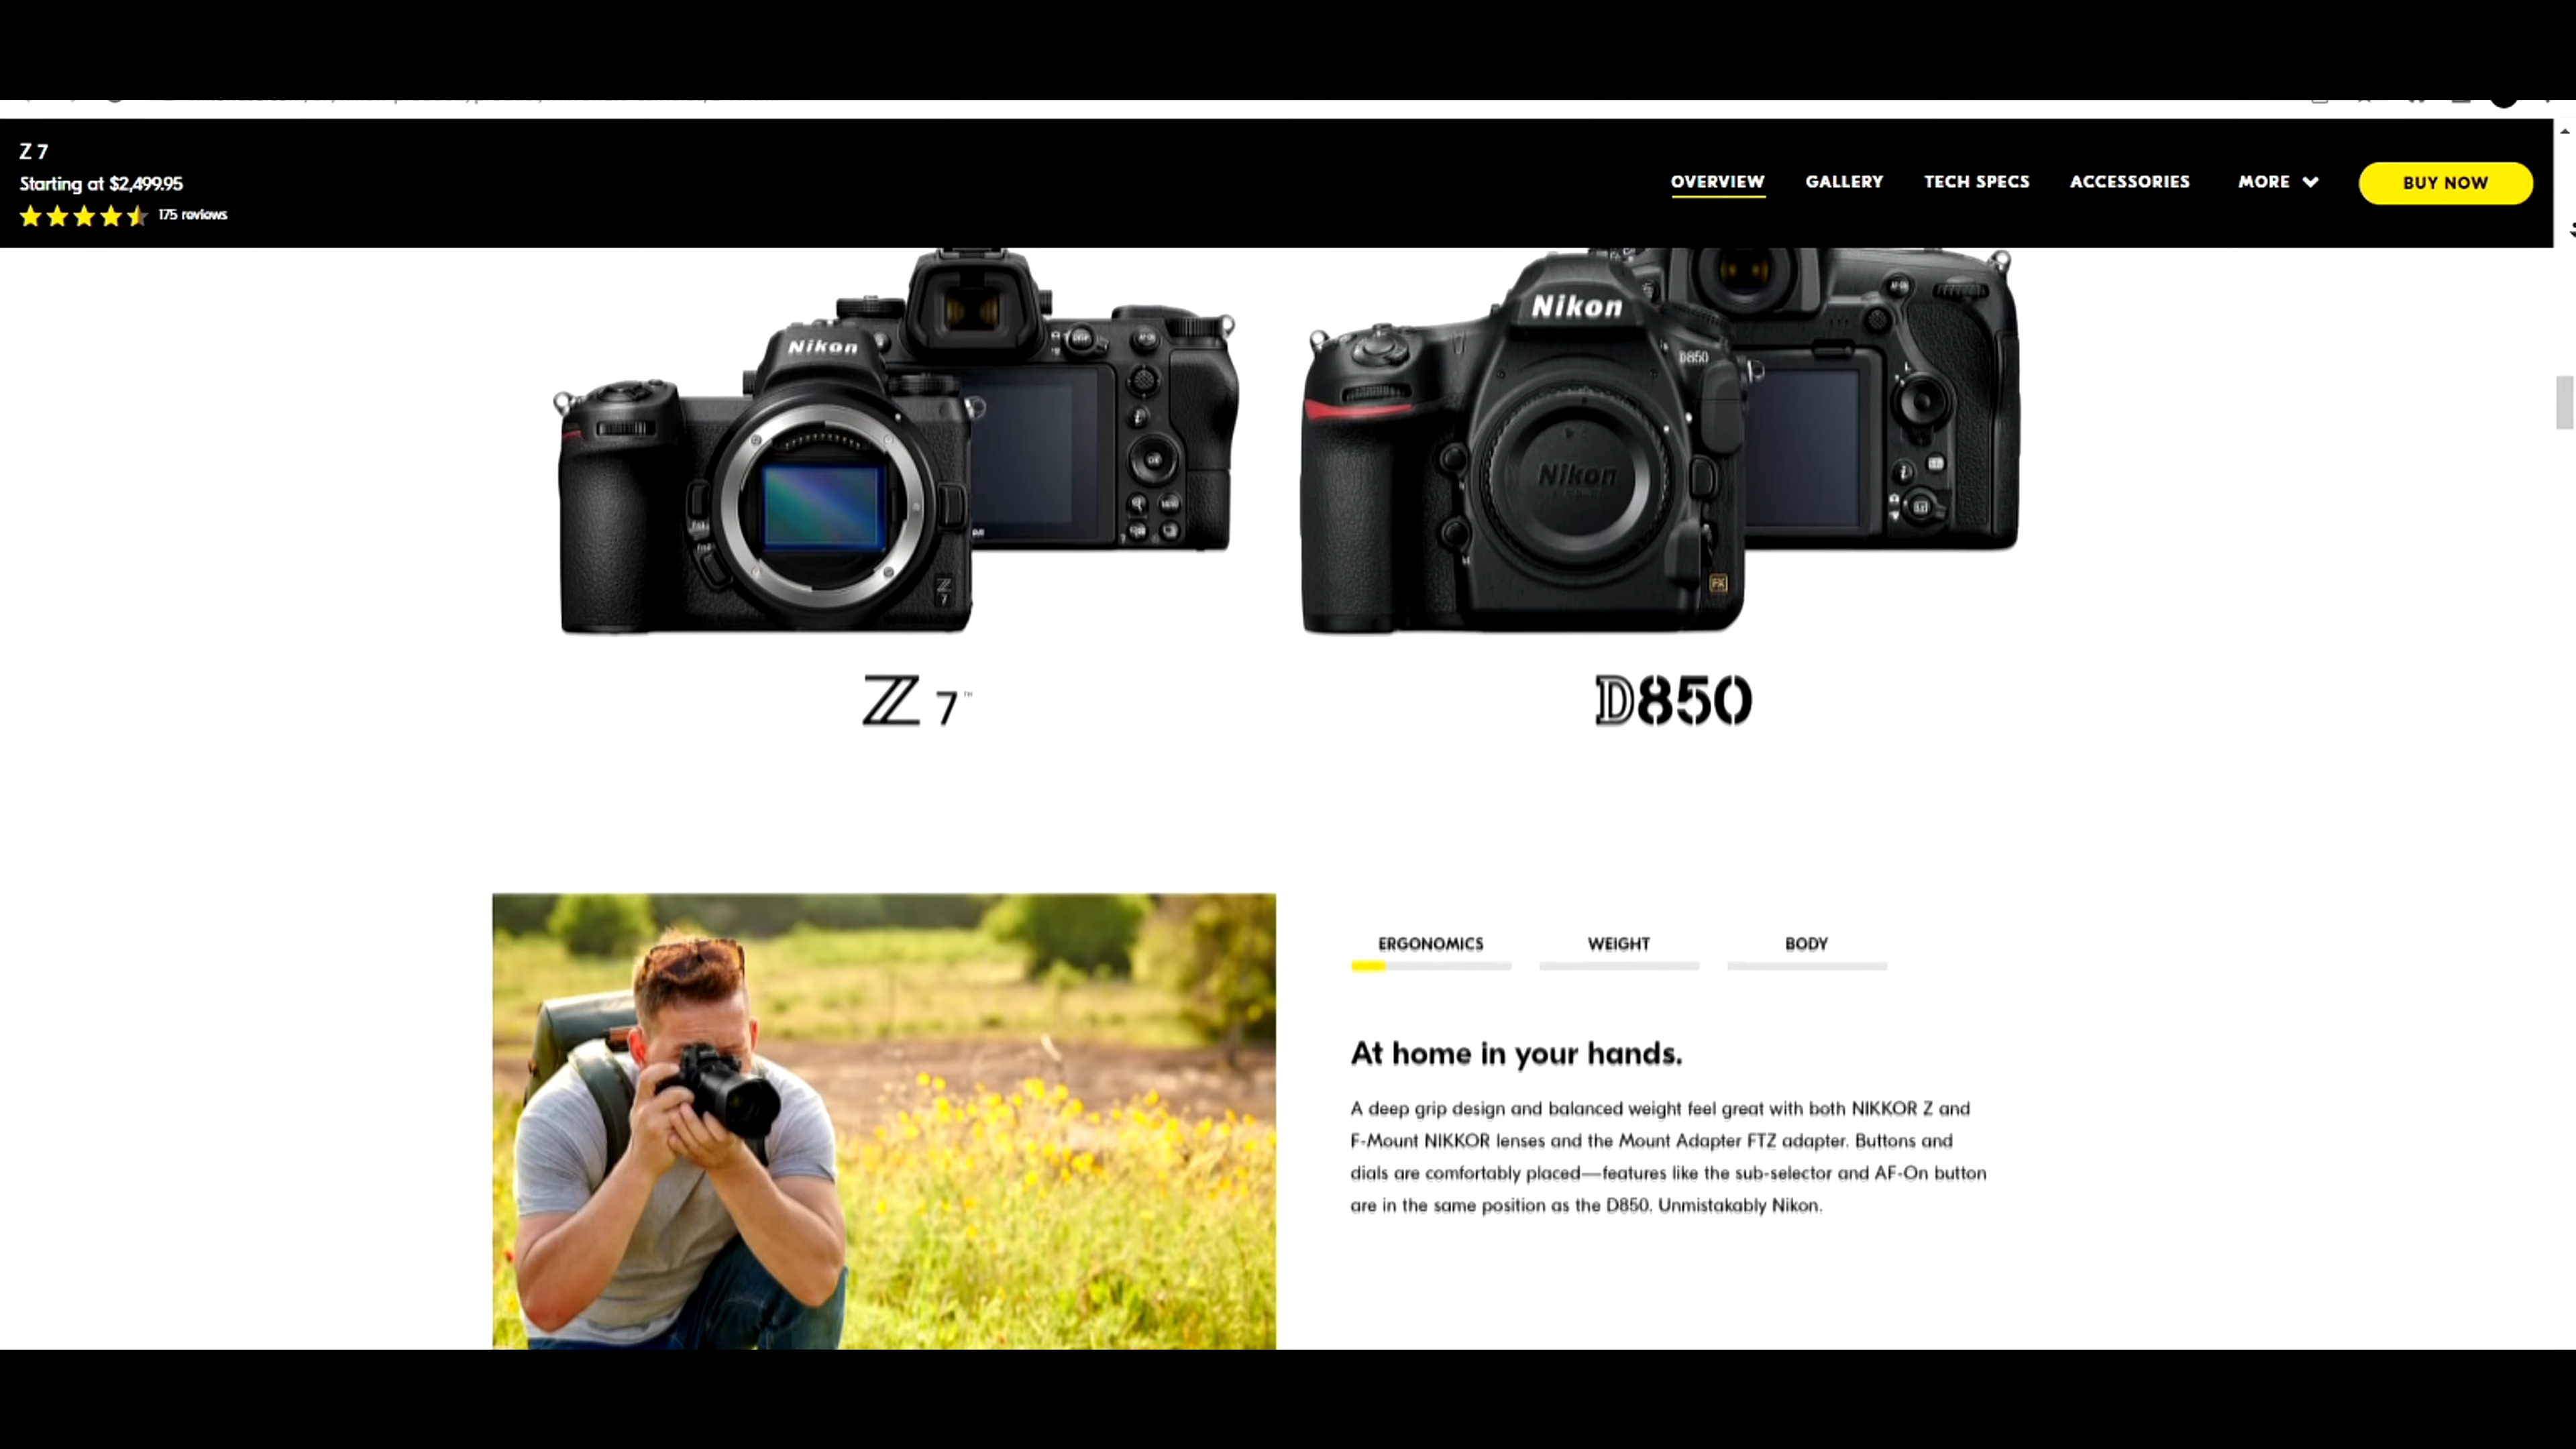 Z 7
Starting at $2,499.95
175 reviews
OVERVIEW
GALLERY
TECH SPECS
ACCESSORIES
MORE
BUY NOW
Nikon
Nikon
D850
Nikon
Z 7
FX
Z 7™
D850
ERGONOMICS
WEIGHT
BODY
At home in your hands.
A deep grip design and balanced weight feel great with both NIKKOR Z and
F-Mount NIKKOR lenses and the Mount Adapter FTZ adapter. Buttons and
dials are comfortably placed—features like the sub-selector and AF-On button
are in the same position as the D850. Unmistakably Nikon.